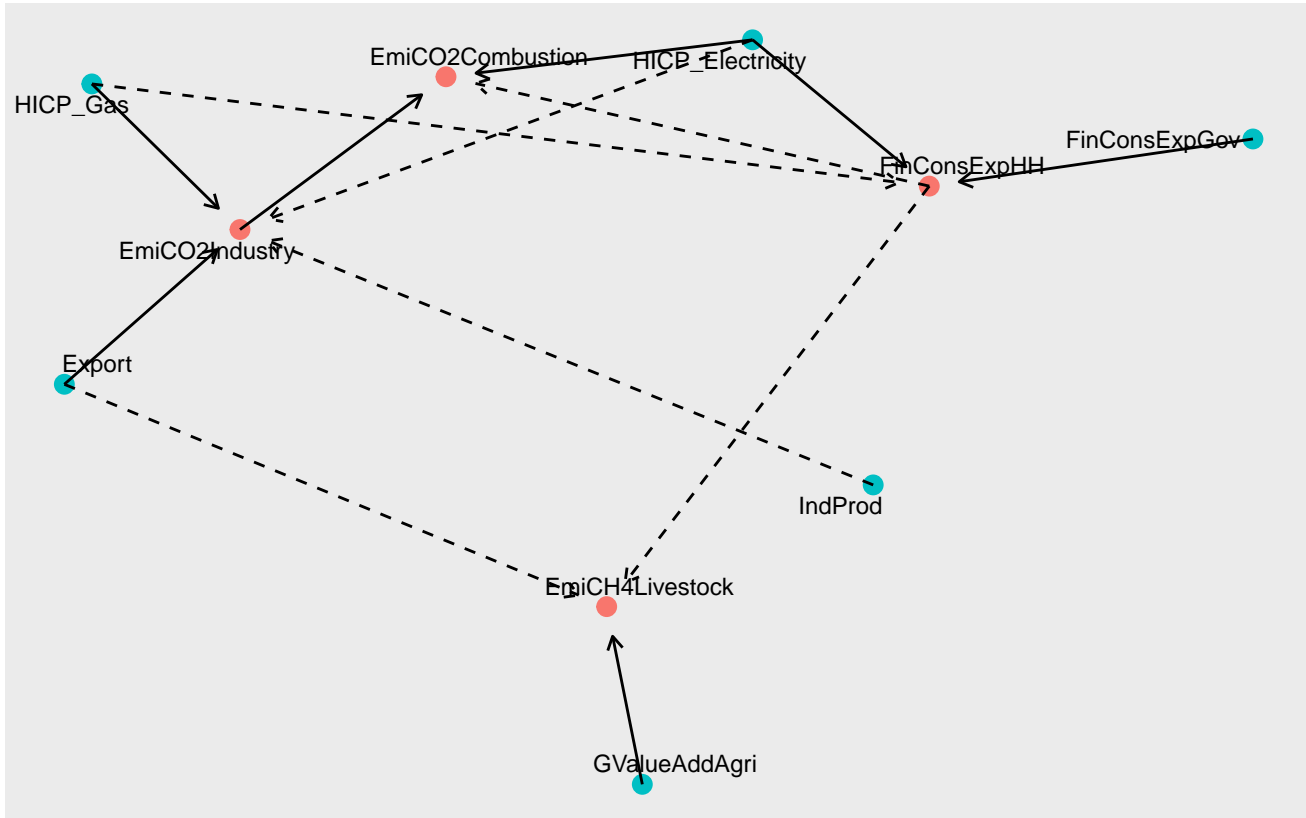 EmiCO2Combustion
HICP_Electricity
HICP_Gas
FinConsExpGov
FinConsExpHH
EmiCO2Industry
Export
IndProd
EmiCH4Livestock
GValueAddAgri